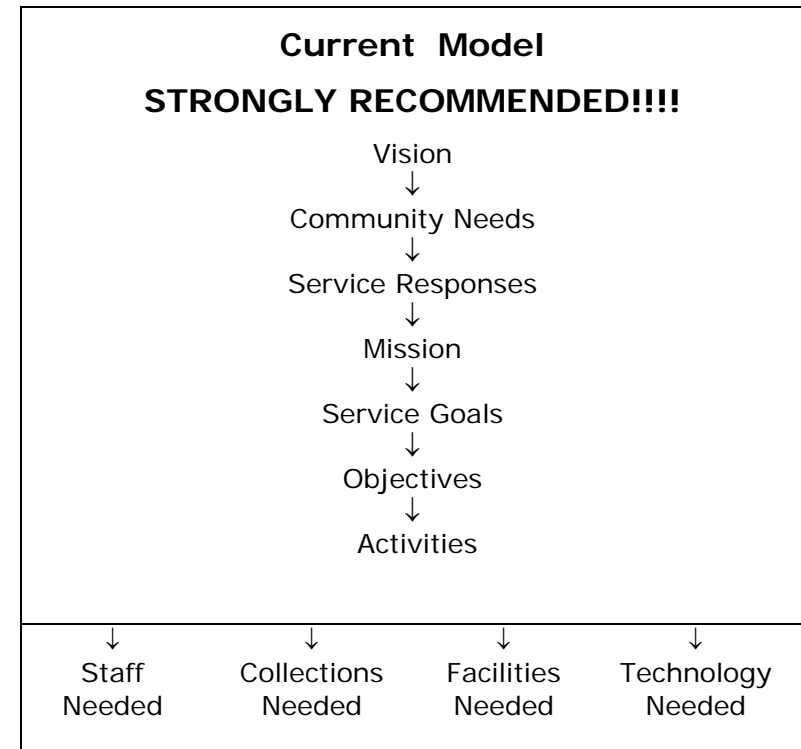 Current Model
STRONGLY RECOMMENDED!!!!
Vision
↓
Community Needs
↓
Service Responses
↓
Mission
↓
Service Goals
↓
Objectives
↓
Activities
↓ ↓ ↓ ↓
Staff Collections Facilities Technology
Needed Needed Needed Needed